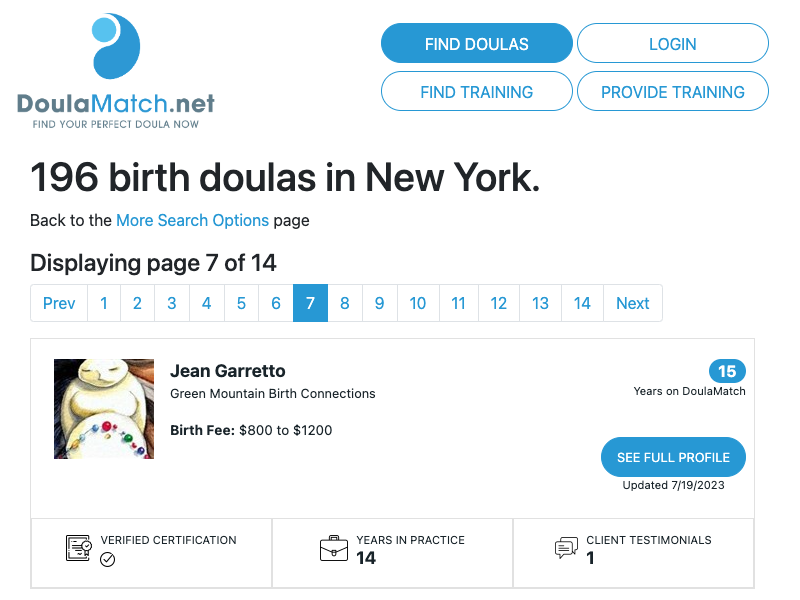 DoulaMatch.net
FIND YOUR PERFECT DOULA NOW
FIND DOULAS
LOGIN
FIND TRAINING
PROVIDE TRAINING
196 birth doulas in New York.
Back to the More Search Options page
Displaying page 7 of 14
Prev 1 2 3 4 5 6 7 8 9 10 11 12 13 14 Next
Jean Garretto
Green Mountain Birth Connections
Birth Fee: $800 to $1200
15
Years on DoulaMatch
SEE FULL PROFILE
Updated 7/19/2023
VERIFIED CERTIFICATION
YEARS IN PRACTICE
14
CLIENT TESTIMONIALS
1